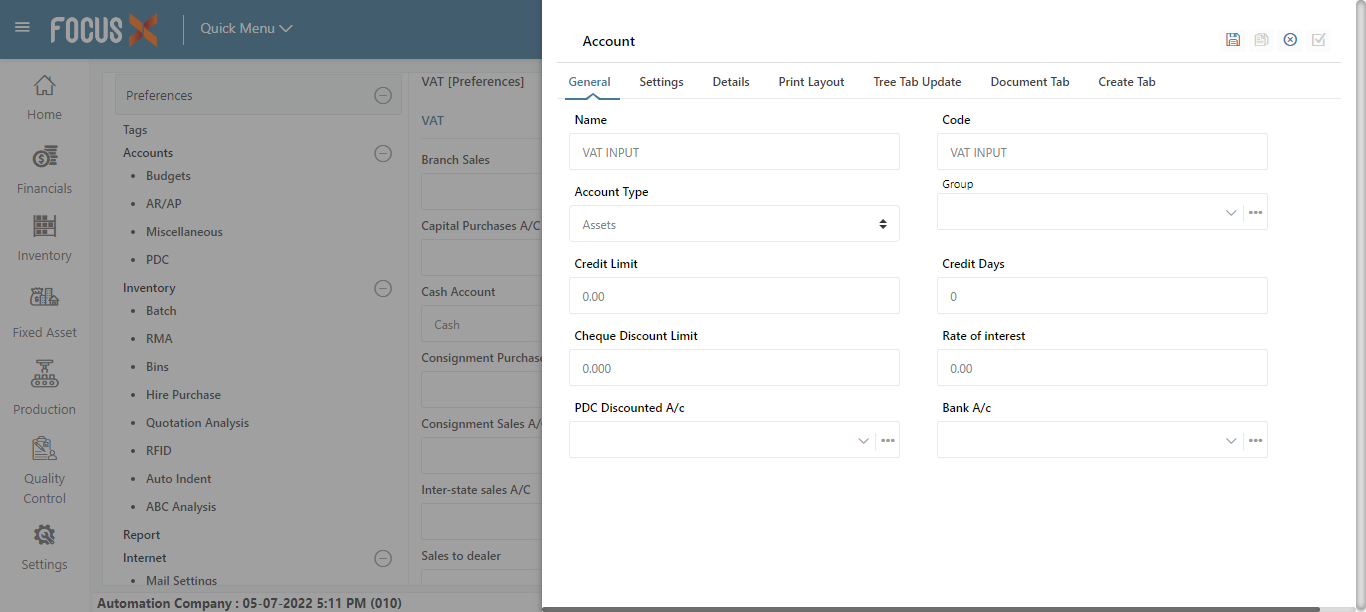 FOCUS X
Quick Menu
Home
Financials
Inventory
Fixed Asset
Production
Quality
Control
Settings
Preferences
Tags
Accounts
• Budgets
• AR/AP
• Miscellaneous
• PDC
Inventory
• Batch
• RMA
• Bins
• Hire Purchase
• Quotation Analysis
• RFID
• Auto Indent
• ABC Analysis
Report
Internet
• Mail Settings
VAT [Preferences]
VAT
Branch Sales
Capital Purchases A/C
Cash Account
Cash
Consignment Purchase
Consignment Sales A/
Inter-state sales A/C
Sales to dealer
Automation Company : 05-07-2022 5:11 PM (010)
Account
General Settings Details Print Layout Tree Tab Update Document Tab Create Tab
Name Code
VAT INPUT VAT INPUT
Account Type Group
Assets
Credit Limit Credit Days
0.00 0
Cheque Discount Limit Rate of interest
0.000 0.00
PDC Discounted A/c Bank A/c